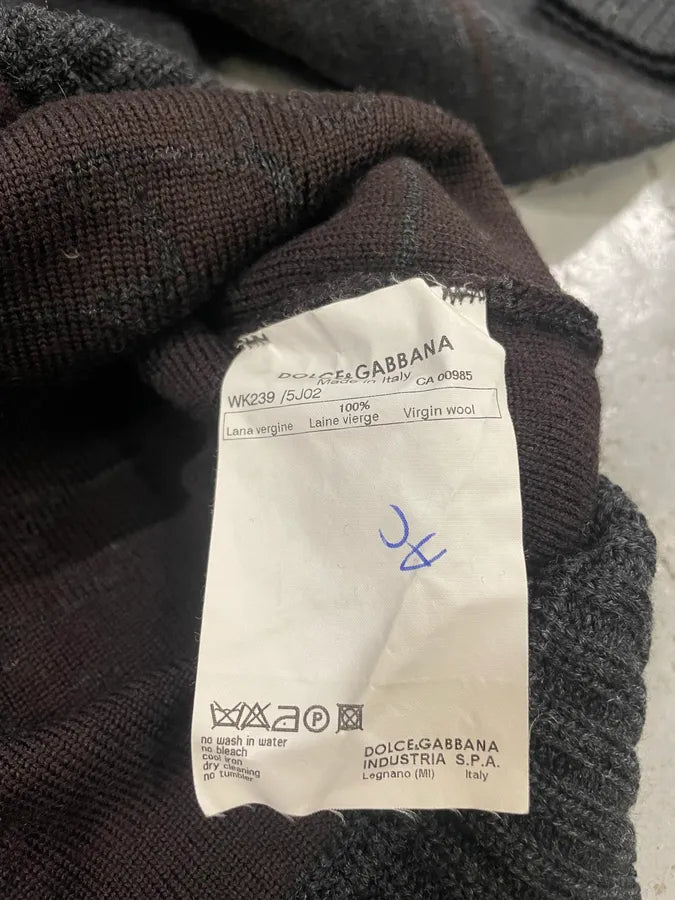 DOLCE&GABBANA
Made in Italy CA 00985
WK239 /5J02
100%
Lana vergine Laine vierge Virgin wool
no wash in water
no bleach
cool iron
dry cleaning
no tumbler
P
DOLCE&GABBANA
INDUSTRIA S.P.A.
Legnano (MI) Italy